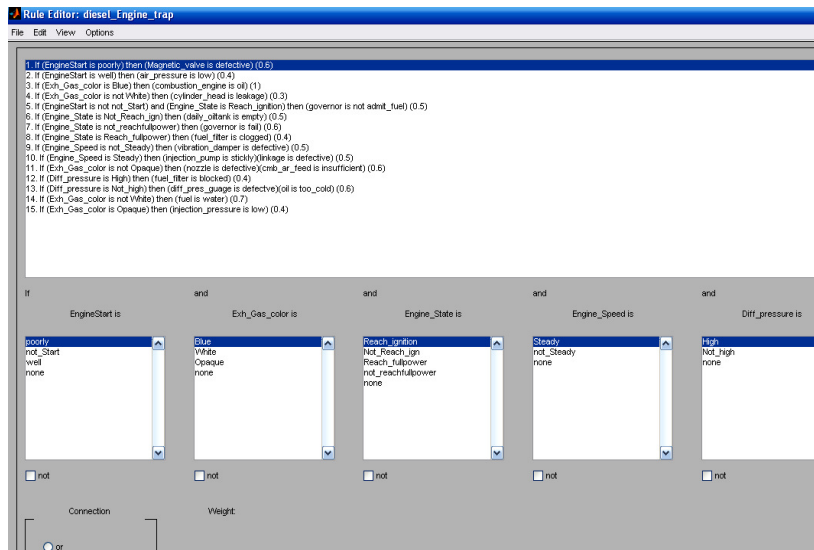 Rule Editor: diesel_Engine_trap
File Edit View Options
1. If (EngineStart is poorly) then (Magnetic_valve is defective) (0.6)
2. If (EngineStart is well) then (air_pressure is low) (0.4)
3. If (Exh_Gas_color is Blue) then (combustion_engine is oil) (1)
4. If (Exh_Gas_color is not White) then (cylinder_head is leakage) (0.3)
5. If (EngineStart is not not_Start) and (Engine_State is Reach_ignition) then (governor is not admit_fuel) (0.5)
6. If (Engine_State is Not_Reach_ign) then (daily_oiltank is empty) (0.5)
7. If (Engine_State is not_reachfullpower) then (governor is fail) (0.6)
8. If (Engine_State is Reach_fullpower) then (fuel_filter is clogged) (0.4)
9. If (Engine_Speed is not_Steady) then (vibration_damper is defective) (0.5)
10. If (Engine_Speed is Steady) then (injection_pump is stickly)(linkage is defective) (0.5)
11. If (Exh_Gas_color is not Opaque) then (nozzle is defective)(cmb_ar_feed is insufficient) (0.6)
12. If (Diff_pressure is High) then (fuel_filter is blocked) (0.4)
13. If (Diff_pressure is Not_high) then (diff_pres_guage is defectve)(oil is too_cold) (0.6)
14. If (Exh_Gas_color is not White) then (fuel is water) (0.7)
15. If (Exh_Gas_color is Opaque) then (injection_pressure is low) (0.4)
If and and and and
EngineStart is Exh_Gas_color is Engine_State is Engine_Speed is Diff_pressure is
poorly Blue Reach_ignition Steady High
not_Start White Not_Reach_ign not_Steady Not_high
well Opaque Reach_fullpower none none
none none not_reachfullpower
none
not not not not not
Connection Weight:
or